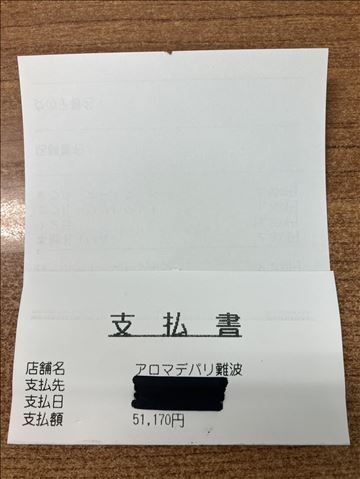 支払書
店舗名 アロマデパリ難波
支払先
支払日
支払額 51,170円